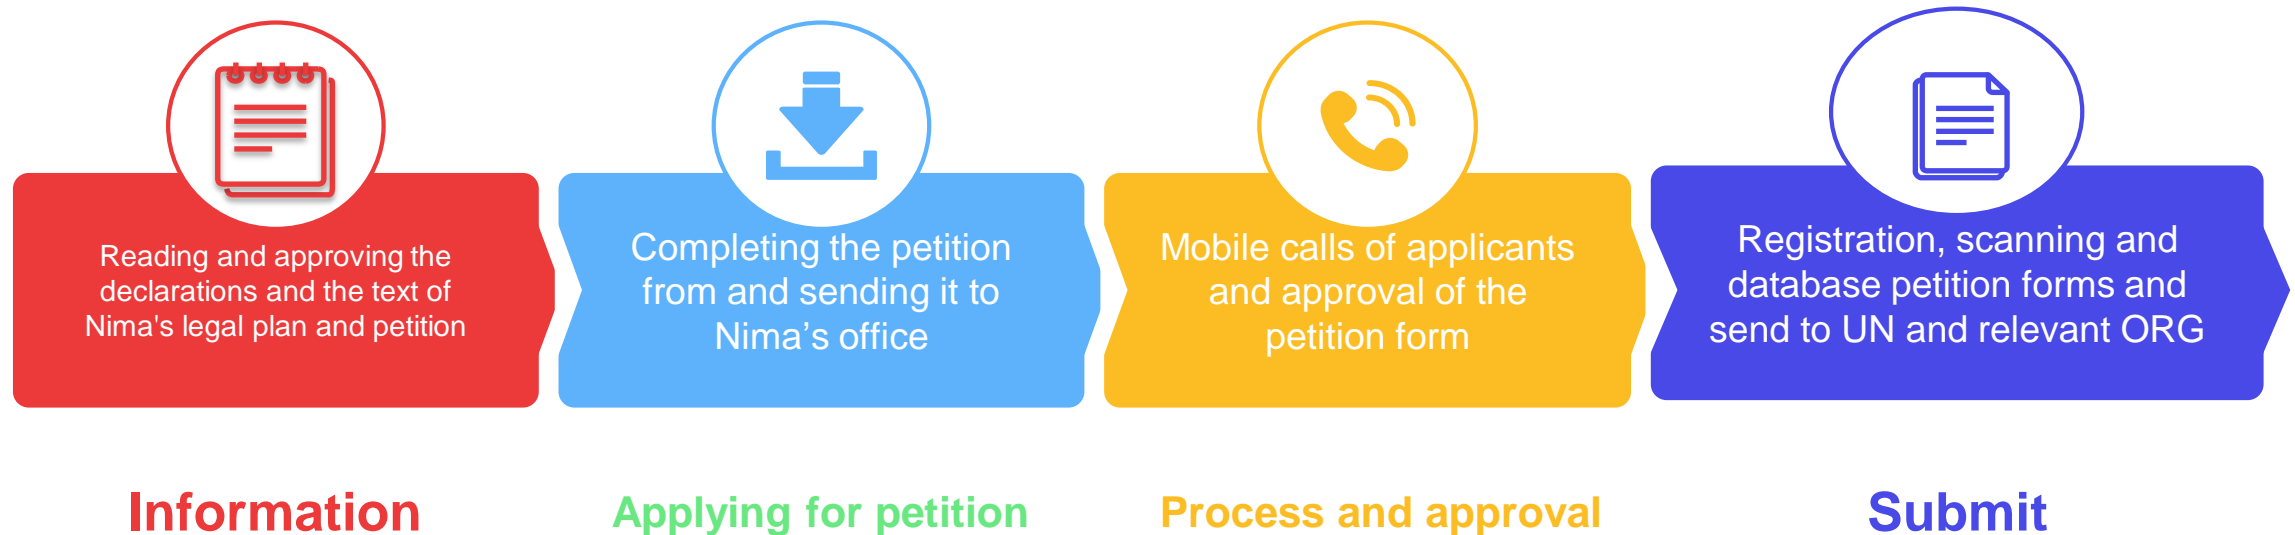 Reading and approving the
declarations and the text of
Nima's legal plan and petition
Completing the petition
from and sending it to
Nima’s office
Mobile calls of applicants
and approval of the
petition form
Registration, scanning and
database petition forms and
send to UN and relevant ORG
Information
Applying for petition
Process and approval
Submit